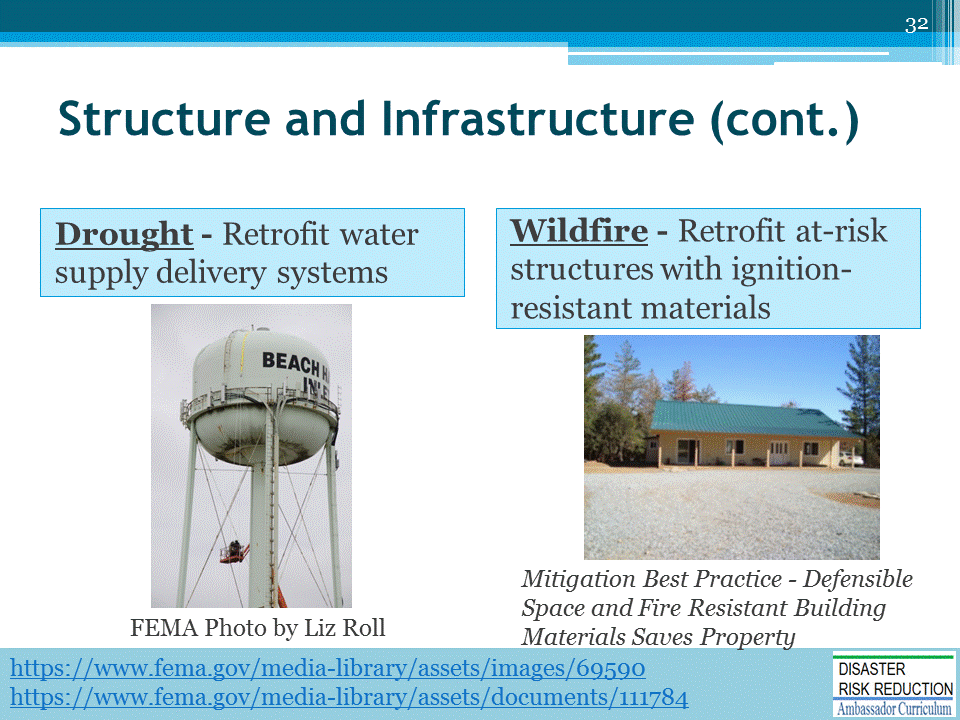 32
Structure and Infrastructure (cont.)
Drought - Retrofit water
supply delivery systems
Wildfire - Retrofit at-risk
structures with ignition-
resistant materials
BEACH
FEMA Photo by Liz Roll
Mitigation Best Practice - Defensible
Space and Fire Resistant Building
Materials Saves Property
https://www.fema.gov/media-library/assets/images/69590
https://www.fema.gov/media-library/assets/documents/111784
DISASTER
RISK REDUCTION
Ambassador Curriculum